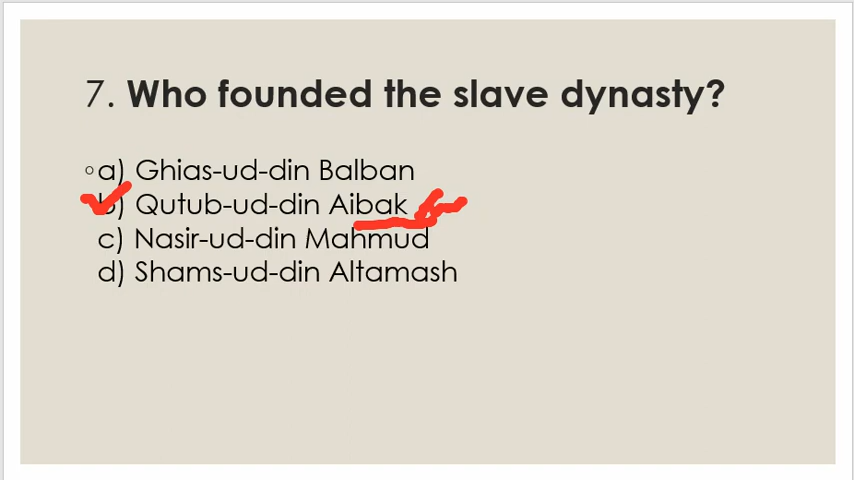 7. Who founded the slave dynasty?
◦a) Ghias-ud-din Balban
b) Qutub-ud-din Aibak
c) Nasir-ud-din Mahmud
d) Shams-ud-din Altamash